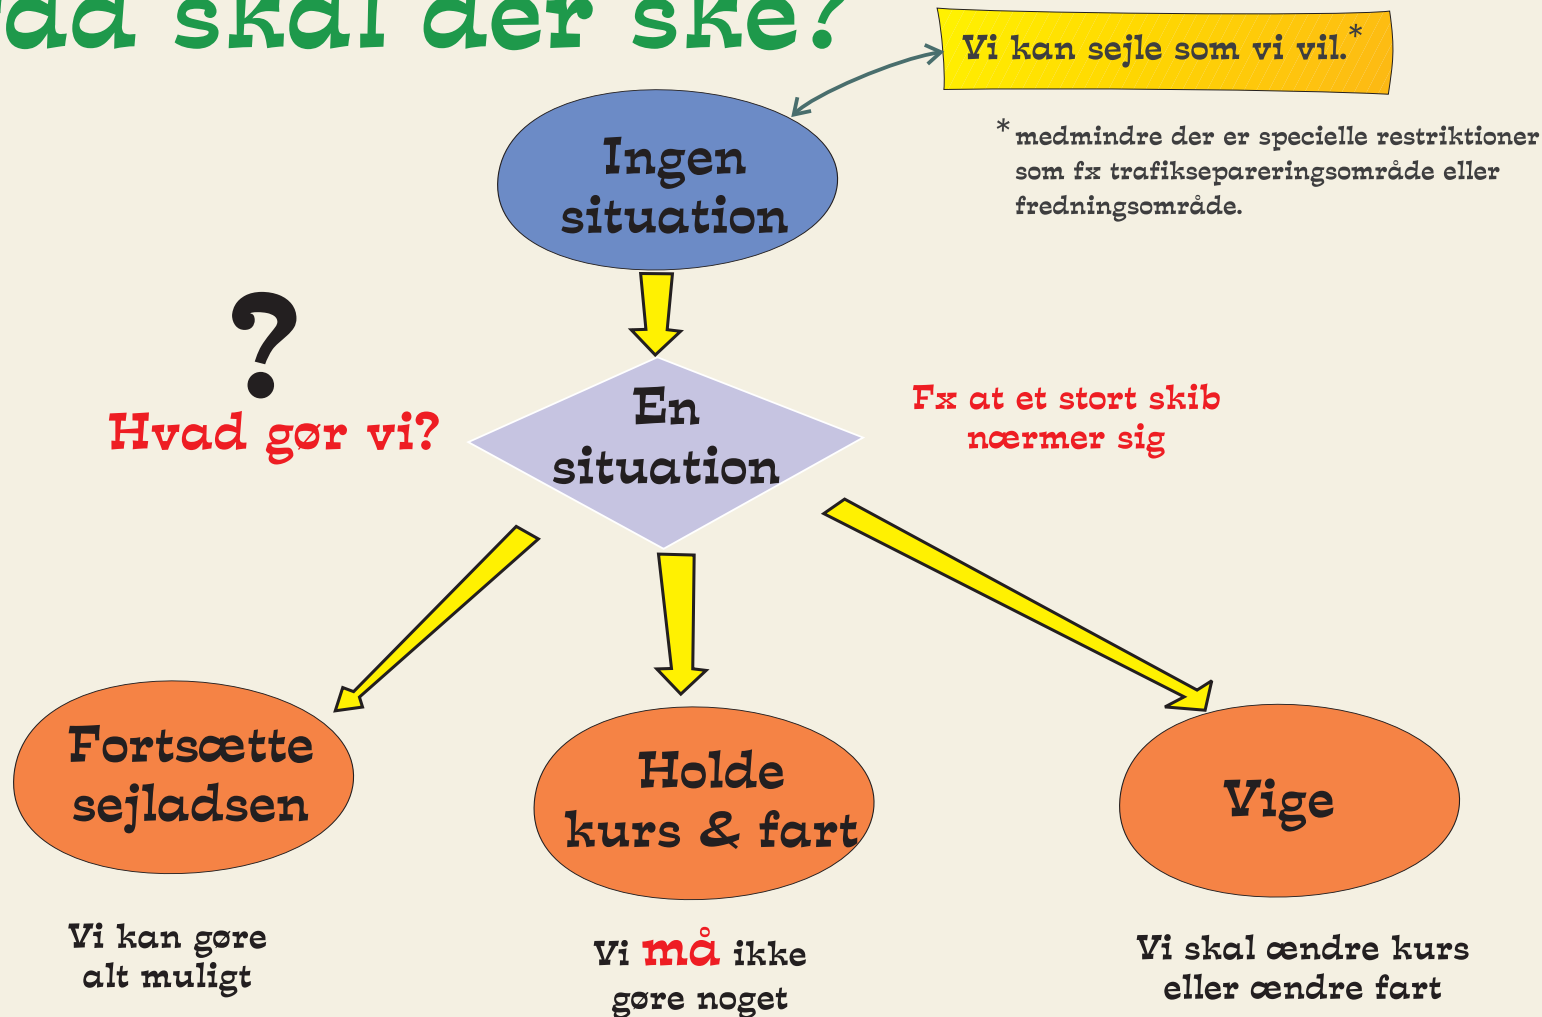 skal der ske?
Vi kan sejle som vi vil.*
* medmindre der er specielle restriktioner
som fx trafiksepareringsområde eller
fredningsområde.
Ingen
situation
?
Hvad gør vi?
En
situation
Fx at et stort skib
nærmer sig
Fortsætte
sejladsen
Holde
kurs & fart
Vige
Vi kan gøre
alt muligt
Vi må ikke
gøre noget
Vi skal ændre kurs
eller ændre fart